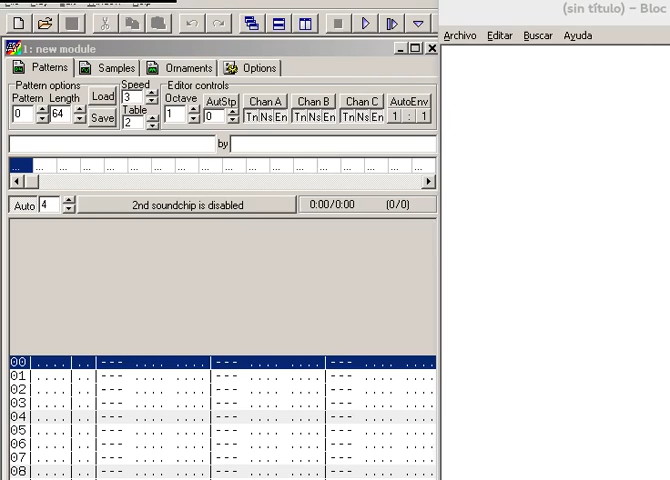 (sin título) – Bloc
Archivo Editar Buscar Ayuda
1: new module
Patterns Samples Ornaments Options
Pattern options Speed Editor controls
Pattern Length Load 3 Octave AutStp Chan A Chan B Chan C AutoEnv
0 64 Save Table 1 0 Tn Ns En Tn Ns En Tn Ns En 1 : 1
2
by
... ... ... ... ... ... ... ... ... ... ... ... ...
Auto 4 2nd soundchip is disabled 0:00/0:00 (0/0)
00 .... .. --- .... .... --- .... .... --- .... ....
01 .... .. --- .... .... --- .... .... --- .... ....
02 .... .. --- .... .... --- .... .... --- .... ....
03 .... .. --- .... .... --- .... .... --- .... ....
04 .... .. --- .... .... --- .... .... --- .... ....
05 .... .. --- .... .... --- .... .... --- .... ....
06 .... .. --- .... .... --- .... .... --- .... ....
07 .... .. --- .... .... --- .... .... --- .... ....
08 .... .. --- .... .... --- .... .... --- .... ....